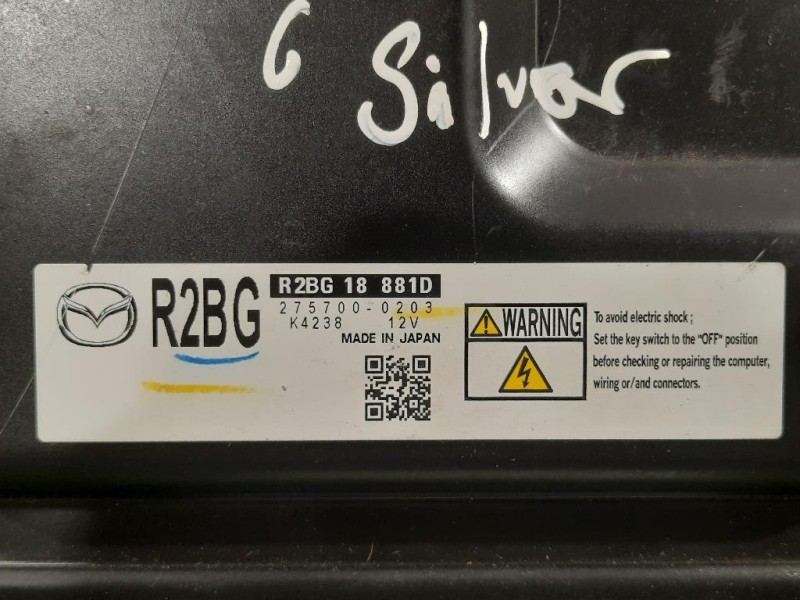 6 Silver
R2BG
R2BG 18 881D
275700-0203
K4238 12V
MADE IN JAPAN
WARNING
To avoid electric shock ;
Set the key switch to the "OFF" position
before checking or repairing the computer,
wiring or/and connectors.